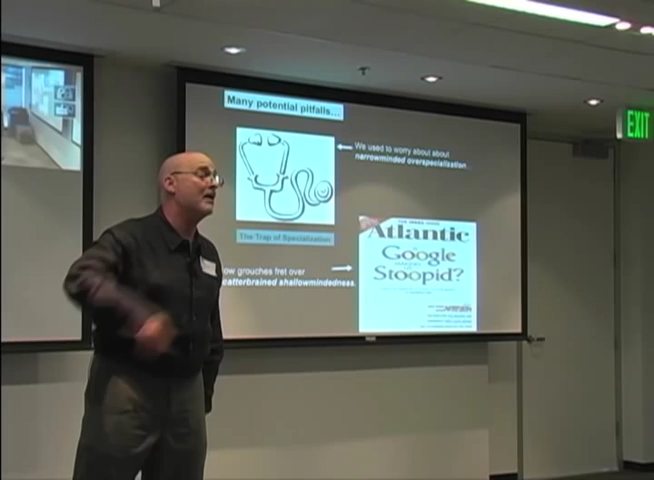 Many potential pitfalls...
We used to worry about about
narrowminded overspecialization...
The Trap of Specialization
ow grouches fret over
catterbrained shallowmindedness.
Atlantic
Google
Stoopid?
EXIT